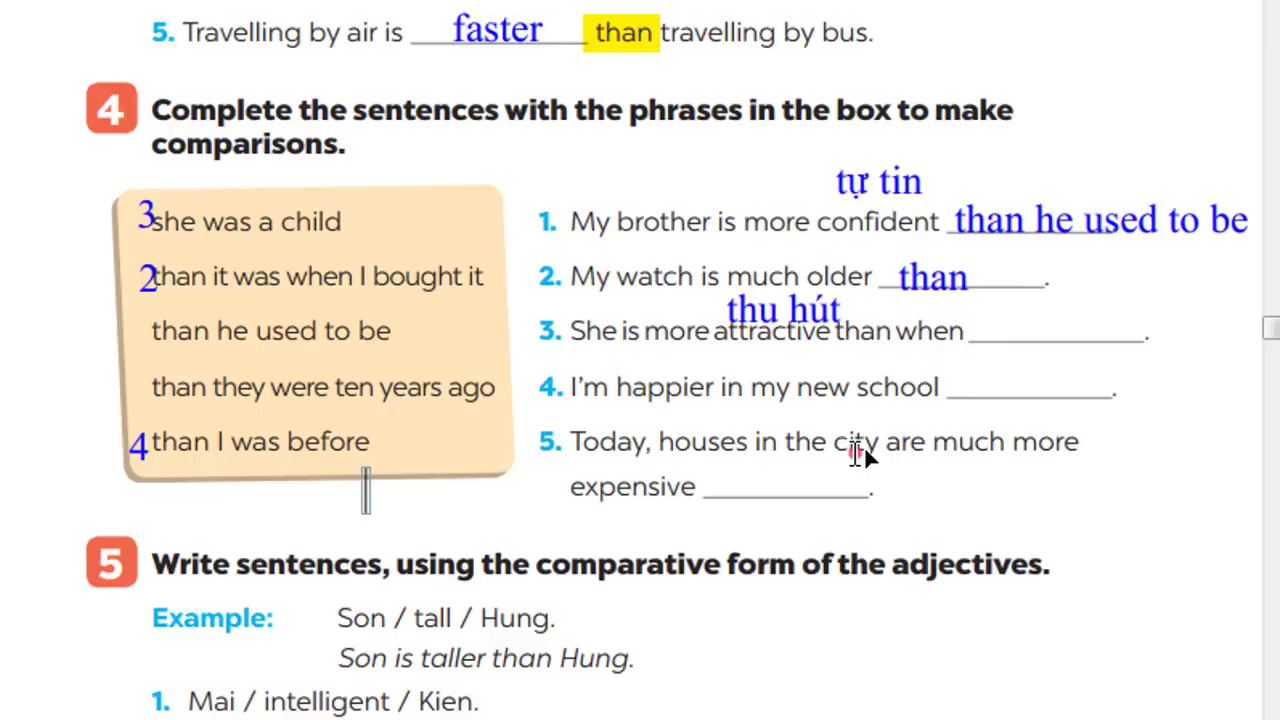 5. Travelling by air is faster than travelling by bus.
4 Complete the sentences with the phrases in the box to make
comparisons.
3 she was a child
2 than it was when I bought it
than he used to be
than they were ten years ago
4 than I was before
tự tin
1. My brother is more confident than he used to be
2. My watch is much older than .
thu hút
3. She is more attractive than when .
4. I'm happier in my new school .
5. Today, houses in the city are much more
expensive .
5 Write sentences, using the comparative form of the adjectives.
Example: Son / tall / Hung.
Son is taller than Hung.
1. Mai / intelligent / Kien.